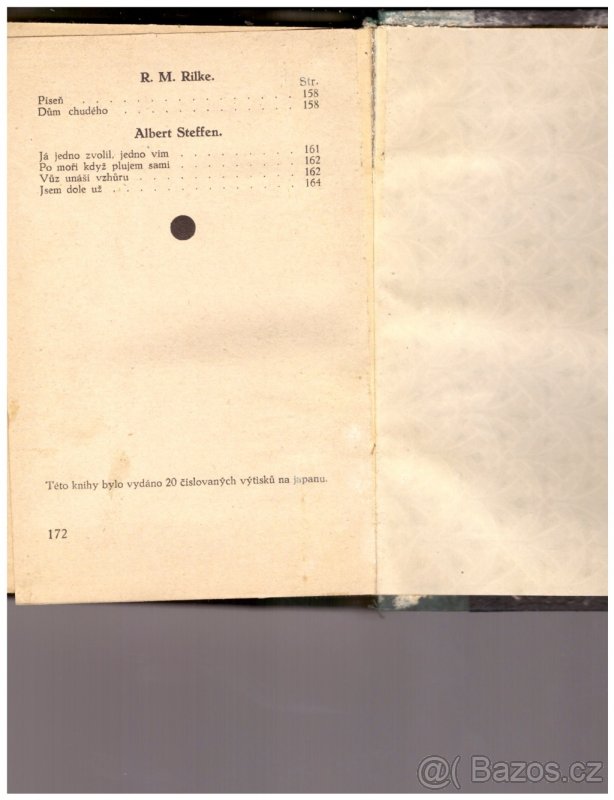 R. M. Rilke.
Str.
Píseň . . . . . . . . . . . . . . . 158
Dům chudého . . . . . . . . . . . . 158
Albert Steffen.
Já jedno zvolil, jedno vím . . . . . . . . . 161
Po moři když plujem sami . . . . . . . . . 162
Vůz unáší vzhůru . . . . . . . . . . . . 162
Jsem dole už . . . . . . . . . . . . . 164
Této knihy bylo vydáno 20 číslovaných výtisků na japanu.
172
@( Bazos.cz